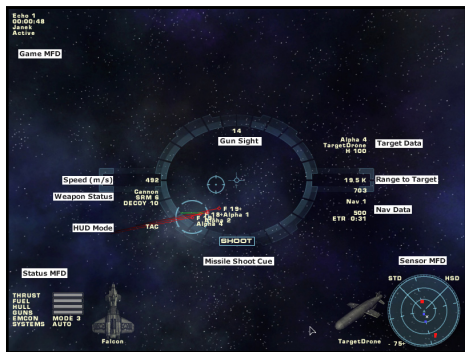 Echo 1
00:00:48
Janek
Active
Game MFD
14
Gun Sight
Alpha 4
TargetDrone
H 100
Target Data
Speed (m/s)
492
19.5 K
Range to Target
703
Weapon Status
Cannon
SRM 6
DECOY 10
Nav 1
500
ETR 0:31
Nav Data
F 19+
Alpha 1
Alpha 2
Alpha 4
HUD Mode
TAC
SHOOT
Missile Shoot Cue
Sensor MFD
Status MFD
STD
HSD
THRUST
FUEL
HULL
GUNS
EMCON
MODE 3
SYSTEMS
AUTO
Falcon
TargetDrone
- 75+